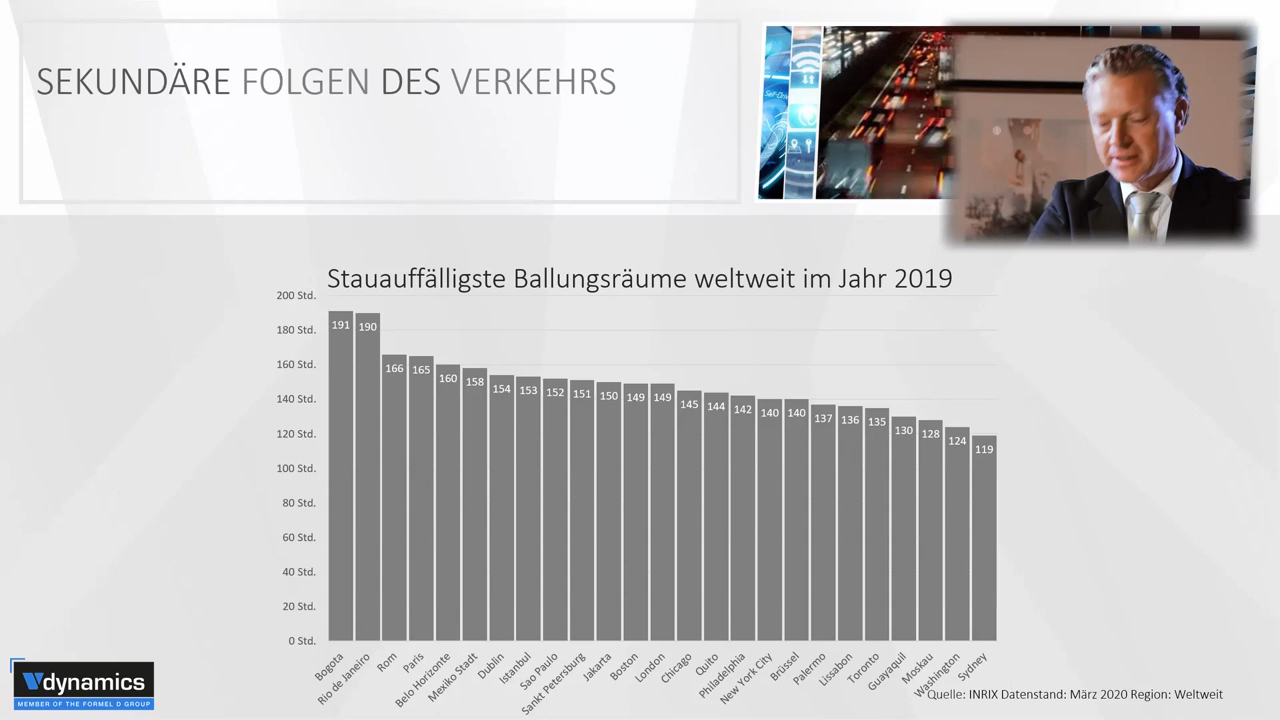 SEKUNDÄRE FOLGEN DES VERKEHRS
Self-Dri
Stauauffälligste Ballungsräume weltweit im Jahr 2019
200 Std.
180 Std.
160 Std.
140 Std.
120 Std.
100 Std.
80 Std.
60 Std.
40 Std.
20 Std.
0 Std.
191 190 166 165 160 158 154 153 152 151 150 149 149 145 144 142 140 140 137 136 135 130 128 124 119
Bogota
Rio de Janeiro
Rom
Paris
Belo Horizonte
Mexiko Stadt
Dublin
Istanbul
Sao Paulo
Sankt Petersburg
Jakarta
Boston
London
Chicago
Quito
Philadelphia
New York City
Brüssel
Palermo
Lissabon
Toronto
Guayaquil
Moskau
Washington
Sydney
Quelle: INRIX Datenstand: März 2020 Region: Weltweit
Vdynamics
MEMBER OF THE FORMEL D GROUP